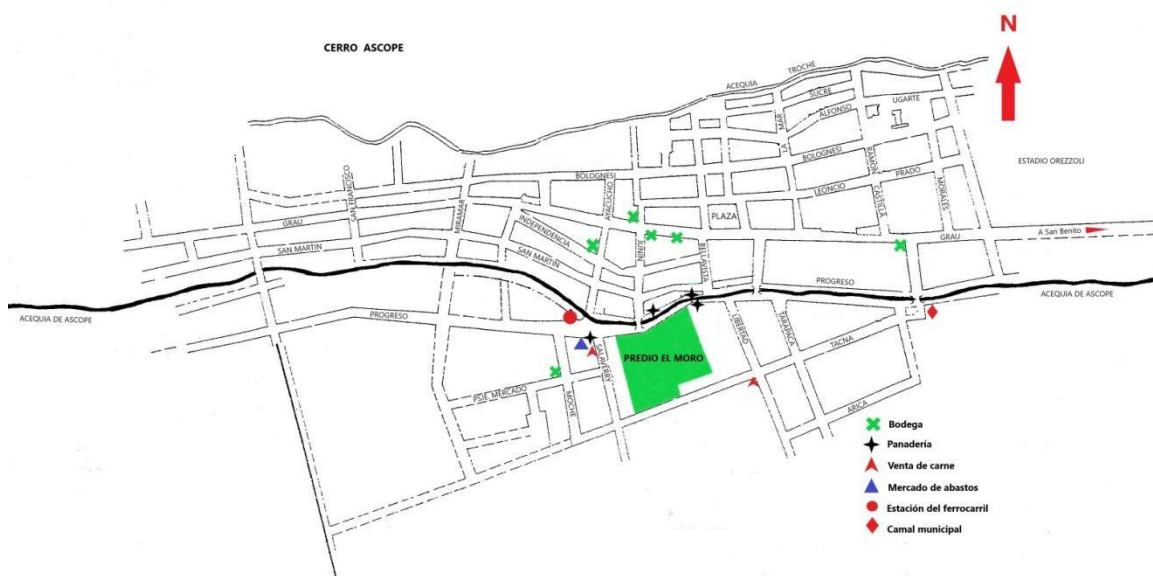 N
CERRO ASCOPE
ACEQUIA TROCHE
SUCRE
UGARTE
ALFONSO
LA MAR
BOLOGNESI
RAMÓN CASTILLA
ESTADIO OREZZOLI
PRADO
LEONCIO
MORALES
BOLOGNESI
SAN FRANCISCO
MIRAMAR
AYACUCHO
PLAZA
GRAU
INDEPENDENCIA
JUNIN
BELLAVISTA
GRAU
A San Benito
SAN MARTIN
SAN MARTIN
PROGRESO
ACEQUIA DE ASCOPE
ACEQUIA DE ASCOPE
PROGRESO
LIBERTAD
TARAPACA
TACNA
SALAVERRY
PREDIO EL MORO
PSJE. MERCADO
MOCHE
ARICA
Bodega
Panadería
Venta de carne
Mercado de abastos
Estación del ferrocarril
Camal municipal